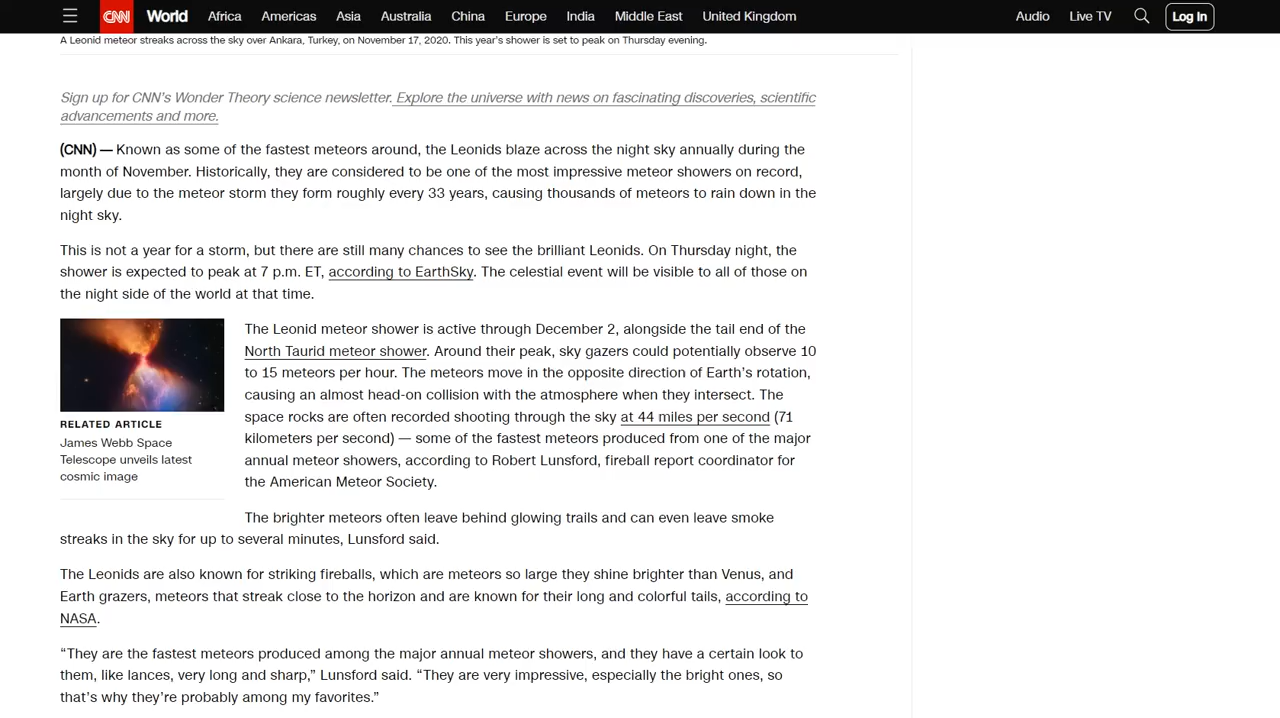 CNN World Africa Americas Asia Australia China Europe India Middle East United Kingdom Audio Live TV Log In
A Leonid meteor streaks across the sky over Ankara, Turkey, on November 17, 2020. This year's shower is set to peak on Thursday evening.
Sign up for CNN's Wonder Theory science newsletter. Explore the universe with news on fascinating discoveries, scientific
advancements and more.
(CNN) — Known as some of the fastest meteors around, the Leonids blaze across the night sky annually during the
month of November. Historically, they are considered to be one of the most impressive meteor showers on record,
largely due to the meteor storm they form roughly every 33 years, causing thousands of meteors to rain down in the
night sky.
This is not a year for a storm, but there are still many chances to see the brilliant Leonids. On Thursday night, the
shower is expected to peak at 7 p.m. ET, according to EarthSky. The celestial event will be visible to all of those on
the night side of the world at that time.
RELATED ARTICLE
James Webb Space
Telescope unveils latest
cosmic image
The Leonid meteor shower is active through December 2, alongside the tail end of the
North Taurid meteor shower. Around their peak, sky gazers could potentially observe 10
to 15 meteors per hour. The meteors move in the opposite direction of Earth's rotation,
causing an almost head-on collision with the atmosphere when they intersect. The
space rocks are often recorded shooting through the sky at 44 miles per second (71
kilometers per second) — some of the fastest meteors produced from one of the major
annual meteor showers, according to Robert Lunsford, fireball report coordinator for
the American Meteor Society.
The brighter meteors often leave behind glowing trails and can even leave smoke
streaks in the sky for up to several minutes, Lunsford said.
The Leonids are also known for striking fireballs, which are meteors so large they shine brighter than Venus, and
Earth grazers, meteors that streak close to the horizon and are known for their long and colorful tails, according to
NASA.
“They are the fastest meteors produced among the major annual meteor showers, and they have a certain look to
them, like lances, very long and sharp,” Lunsford said. “They are very impressive, especially the bright ones, so
that's why they're probably among my favorites.”